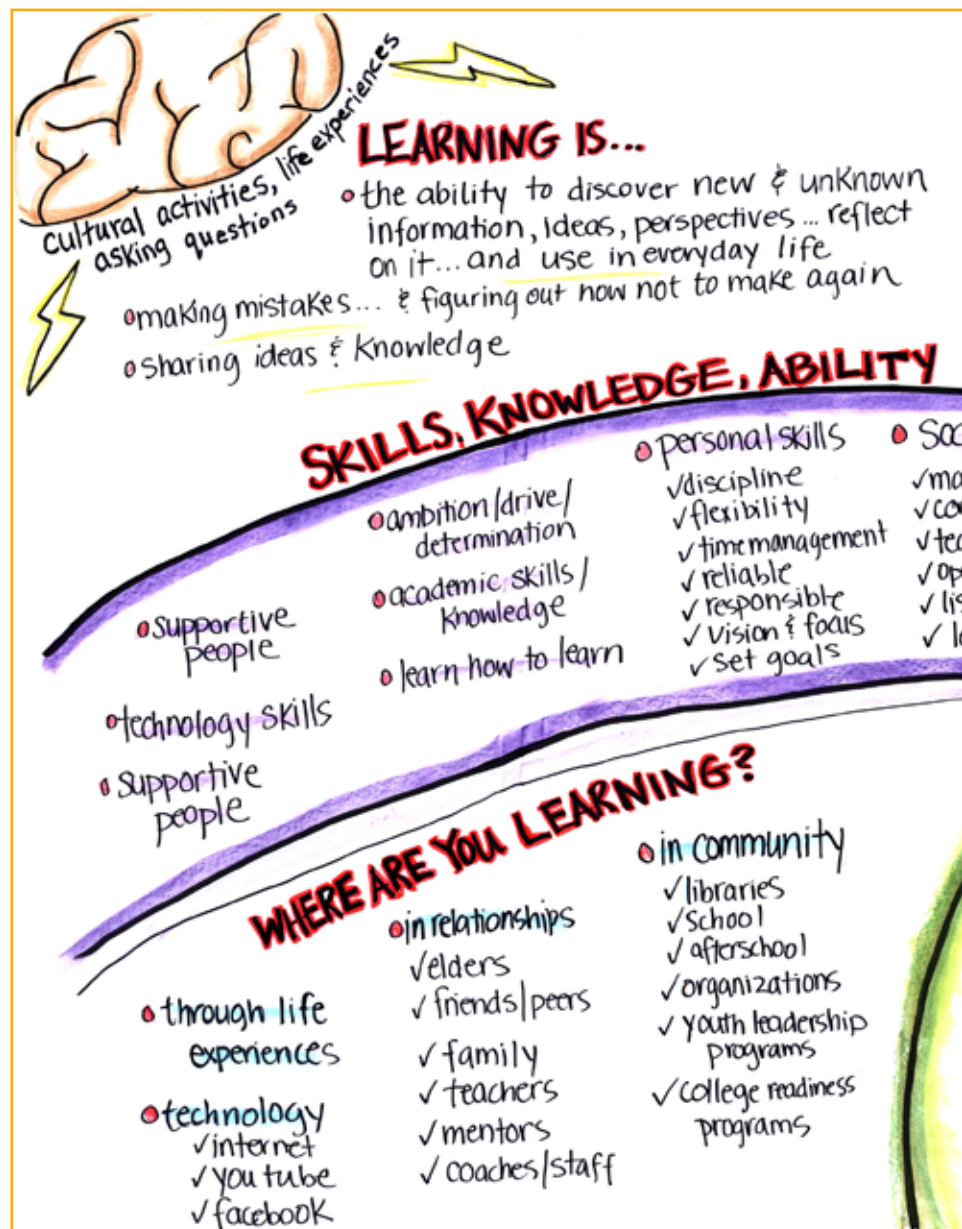 cultural activities, life experiences
asking questions
LEARNING IS...
the ability to discover new & unknown
information, ideas, perspectives... reflect
on it... and use in everyday life
making mistakes... & figuring out how not to make again
sharing ideas & knowledge
SKILLS, KNOWLEDGE, ABILITY
supportive
people
technology skills
supportive
people
ambition/drive/
determination
academic skills/
knowledge
learn how to learn
personal skills
✓discipline
✓flexibility
✓time management
✓reliable
✓responsible
✓vision & focus
✓set goals
WHERE ARE YOU LEARNING?
through life
experiences
technology
✓internet
✓you tube
✓facebook
in relationships
✓elders
✓friends/peers
✓family
✓teachers
✓mentors
✓coaches/staff
in community
✓libraries
✓school
✓afterschool
✓organizations
✓youth leadership
programs
✓college readiness
programs